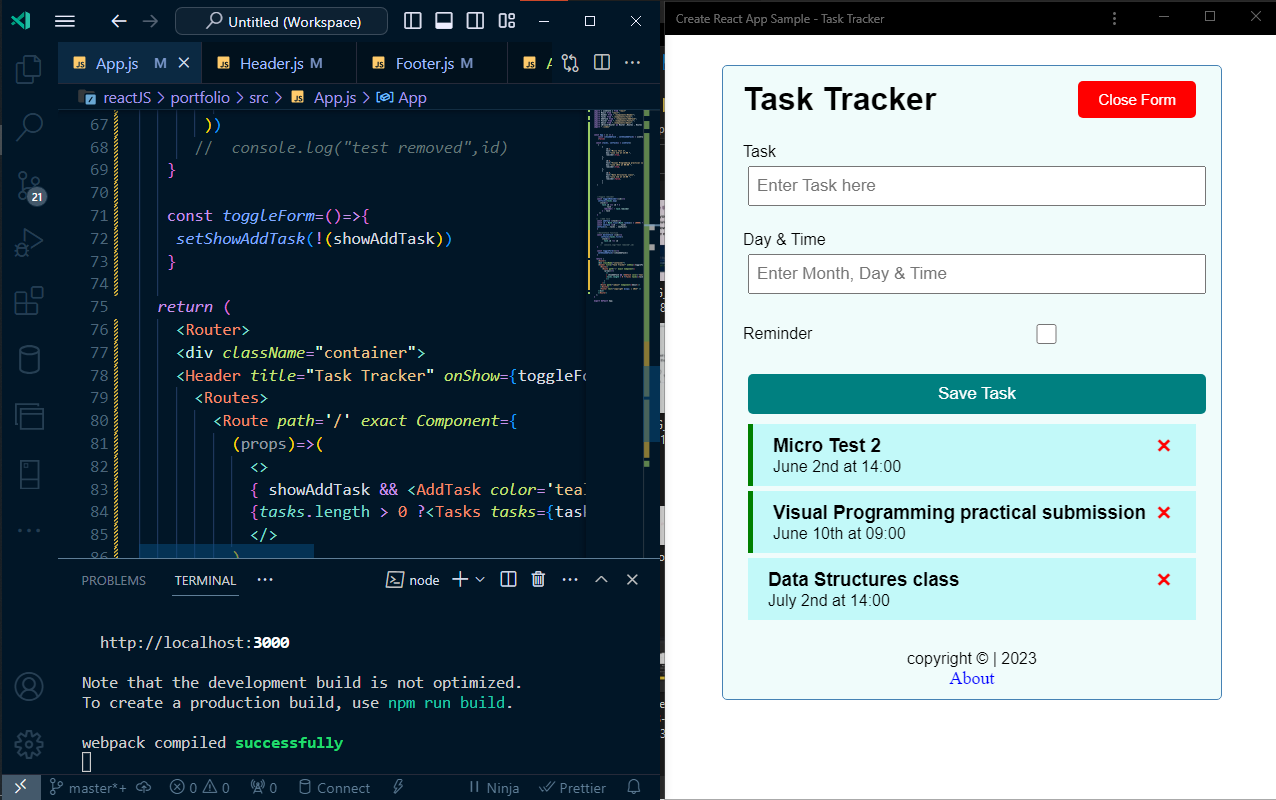 Untitled (Workspace)
App.js M
Header.js M
Footer.js M
reactJS > portfolio > src > App.js > App
67 ))
68 // console.log("test removed",id)
69 }
70
71 const toggleForm=()=>{
72 setShowAddTask(!(showAddTask))
73 }
74
75 return (
76 <Router>
77 <div className="container">
78 <Header title="Task Tracker" onShow={toggleFo
79 <Routes>
80 <Route path='/' exact Component={
81 (props)=>(
82 <>
83 { showAddTask && <AddTask color='teal
84 {tasks.length > 0 ?<Tasks tasks={task
85 </>
86 )
21
PROBLEMS
TERMINAL
node
http://localhost:3000
Note that the development build is not optimized.
To create a production build, use npm run build.
webpack compiled successfully
master*+
0
0
0
Connect
Ninja
Prettier
Create React App Sample - Task Tracker
Task Tracker
Close Form
Task
Enter Task here
Day & Time
Enter Month, Day & Time
Reminder
Save Task
Micro Test 2
June 2nd at 14:00
Visual Programming practical submission
June 10th at 09:00
Data Structures class
July 2nd at 14:00
copyright © | 2023
About